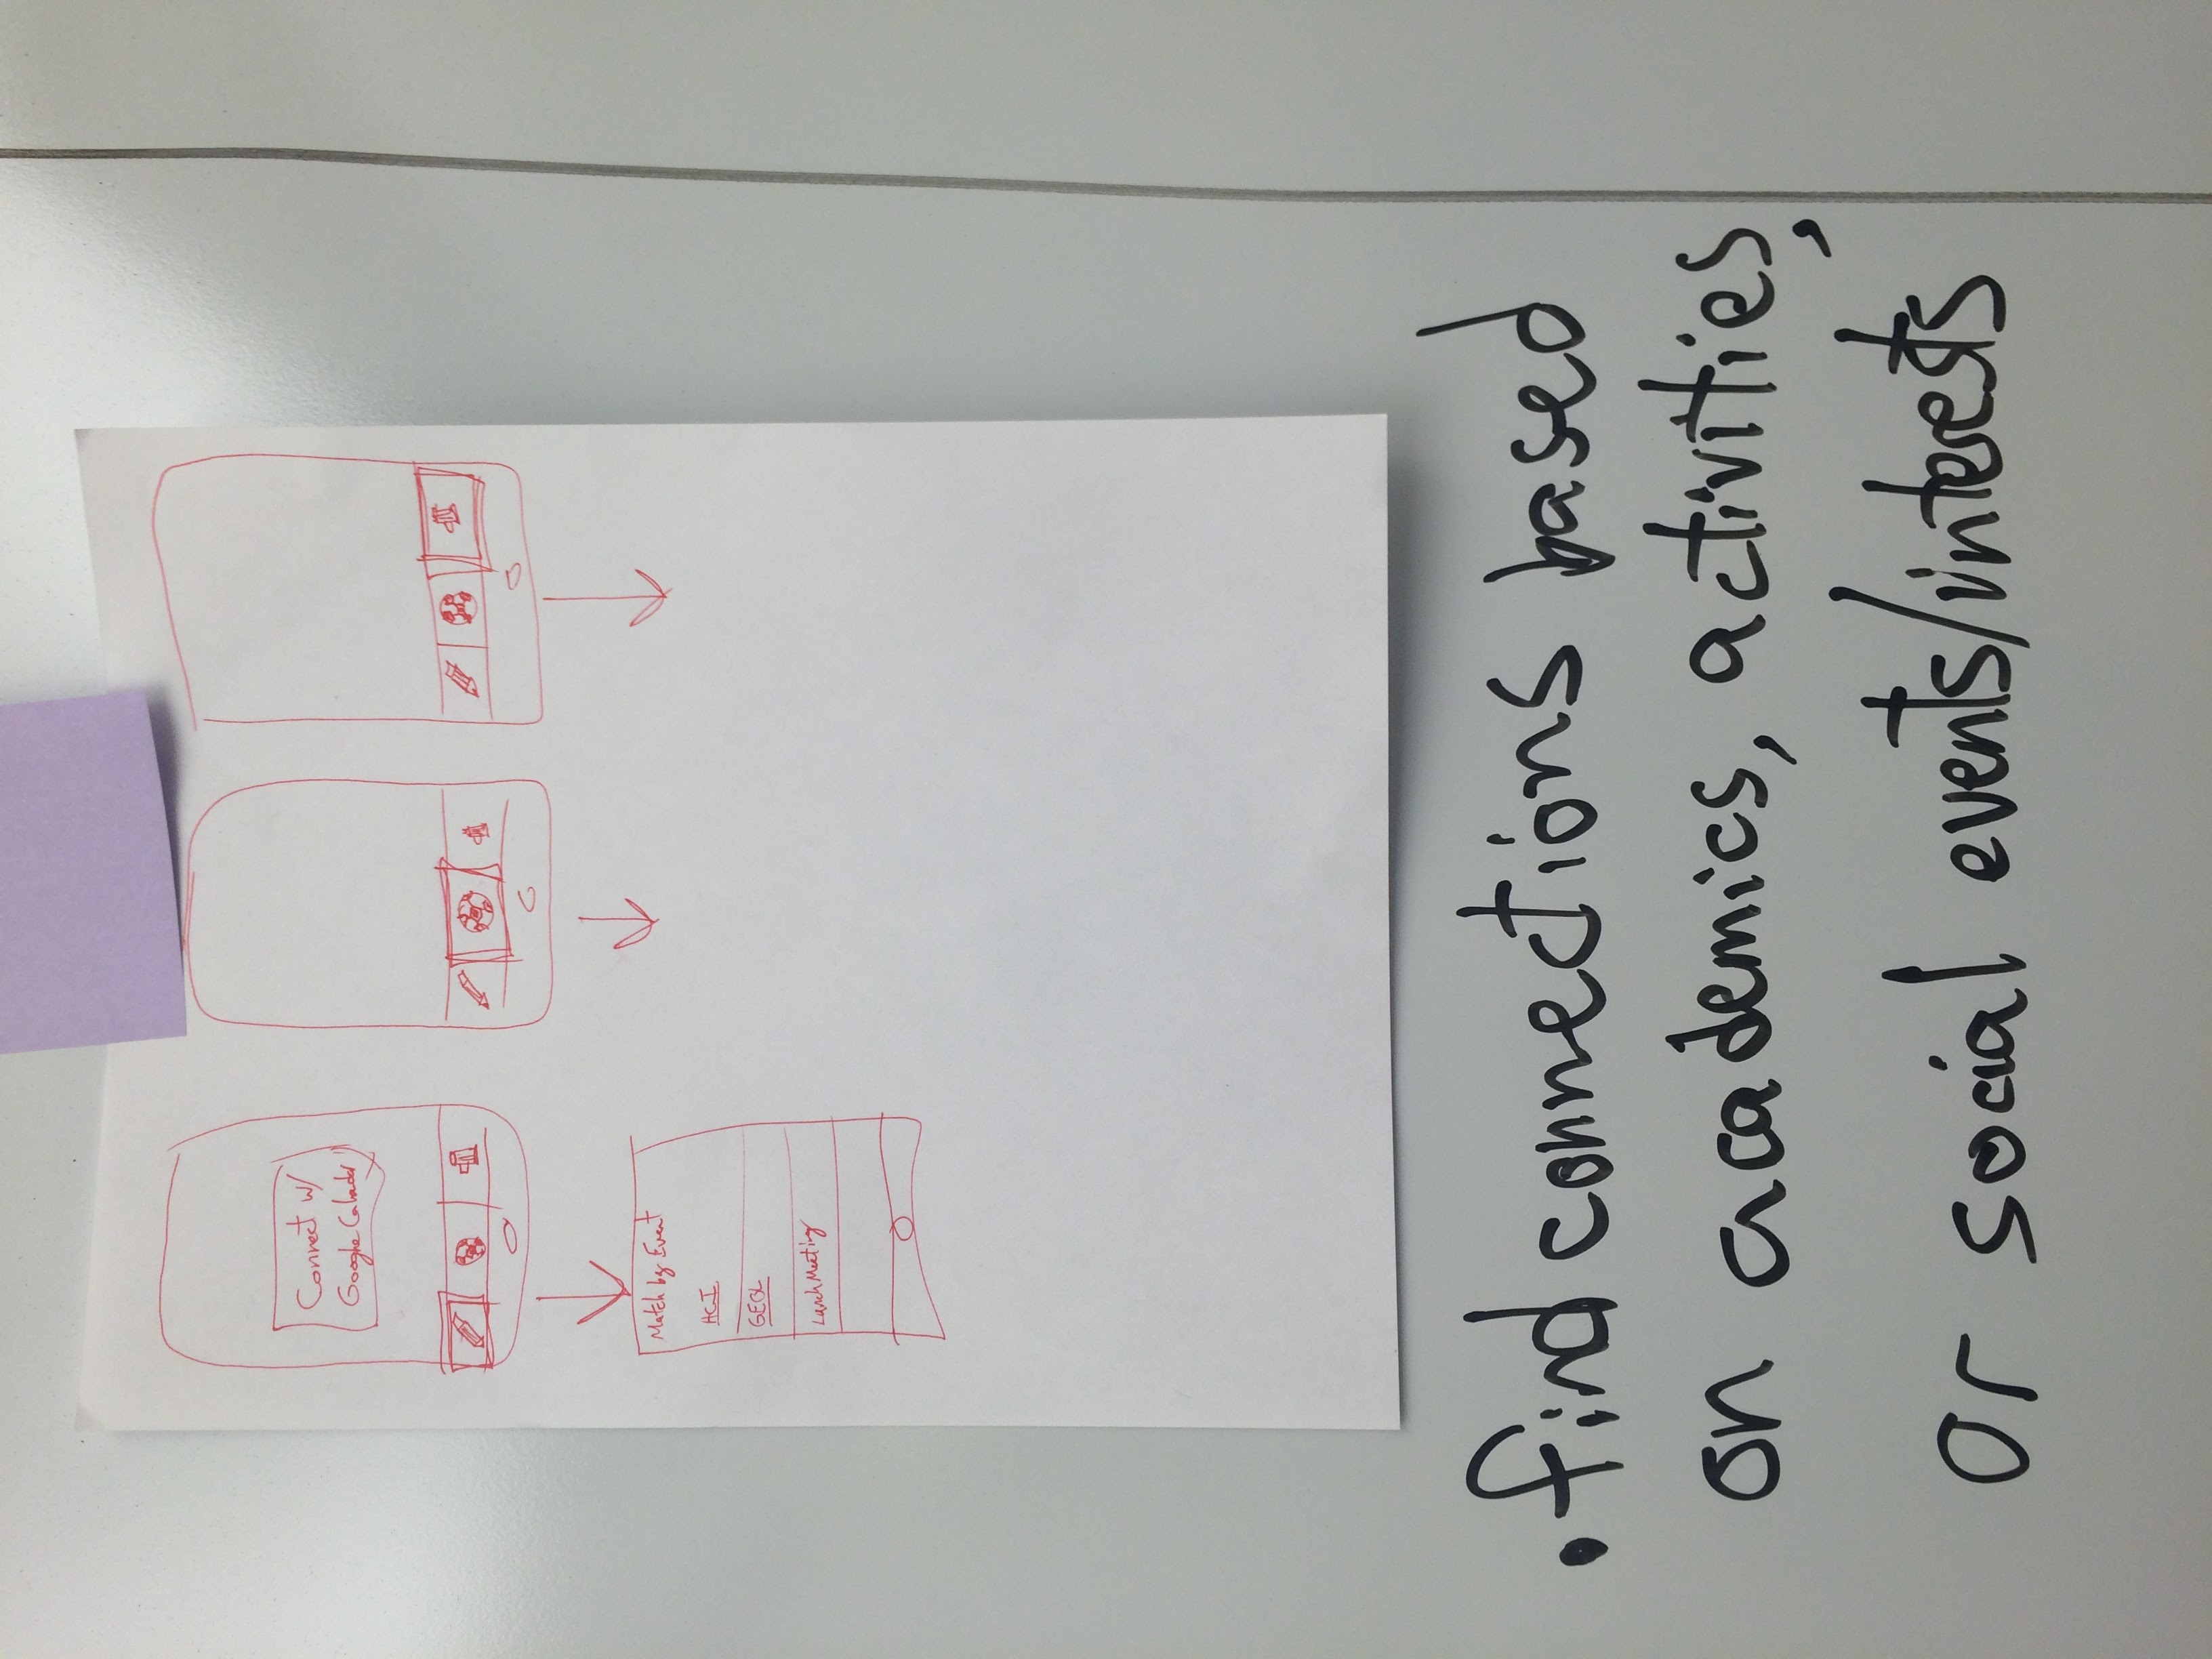 Connect w/
Google Calendar
Match by Event
HCI
GEOL
Lunch Meeting
• find connections based
on academics, activities,
or social events/interests